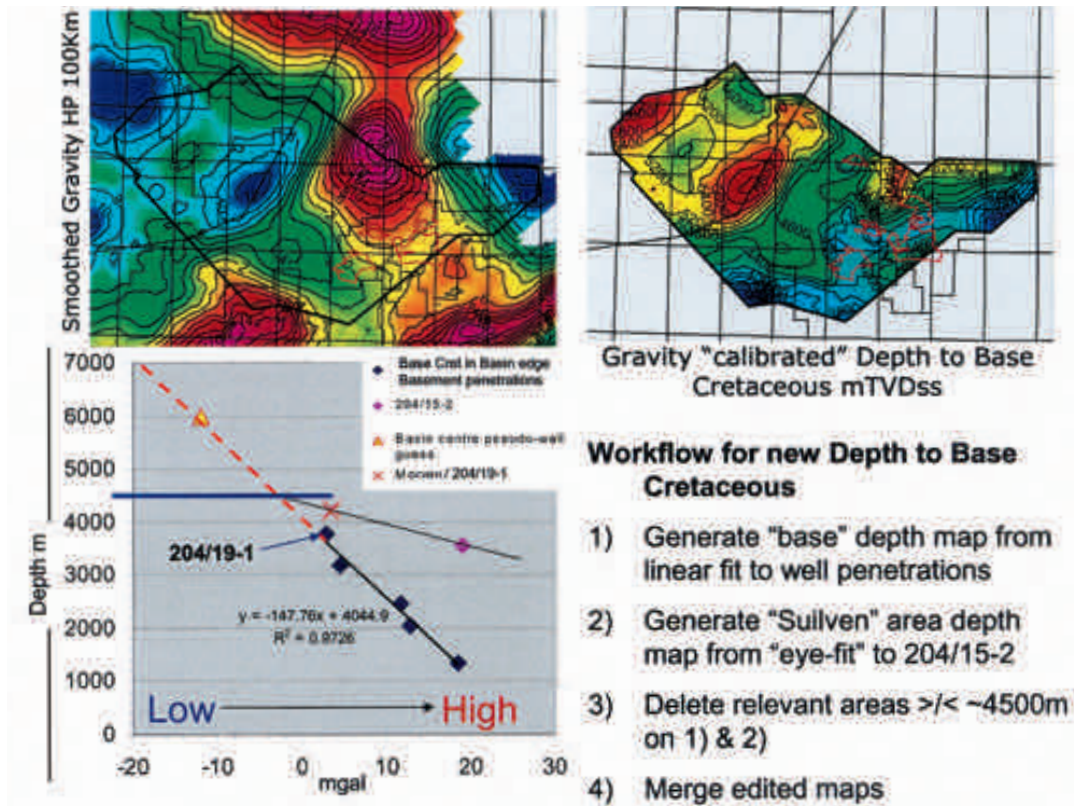 Smoothed Gravity HP 100Km
Gravity "calibrated" Depth to Base
Cretaceous mTVDss
Depth m
7000
6000
5000
4000
3000
2000
1000
0
-20
-10
0
10
20
30
mgal
Base Cret in Basin edge
Basement penetrations
204/15-2
Basin centre pseudo-well
guess
204/19-1
204/19-1
y = -147.76x + 4044.9
R² = 0.9726
Low
High
Workflow for new Depth to Base
Cretaceous
1) Generate "base" depth map from
linear fit to well penetrations
2) Generate "Suilven" area depth
map from "eye-fit" to 204/15-2
3) Delete relevant areas >/< ~4500m
on 1) & 2)
4) Merge edited maps